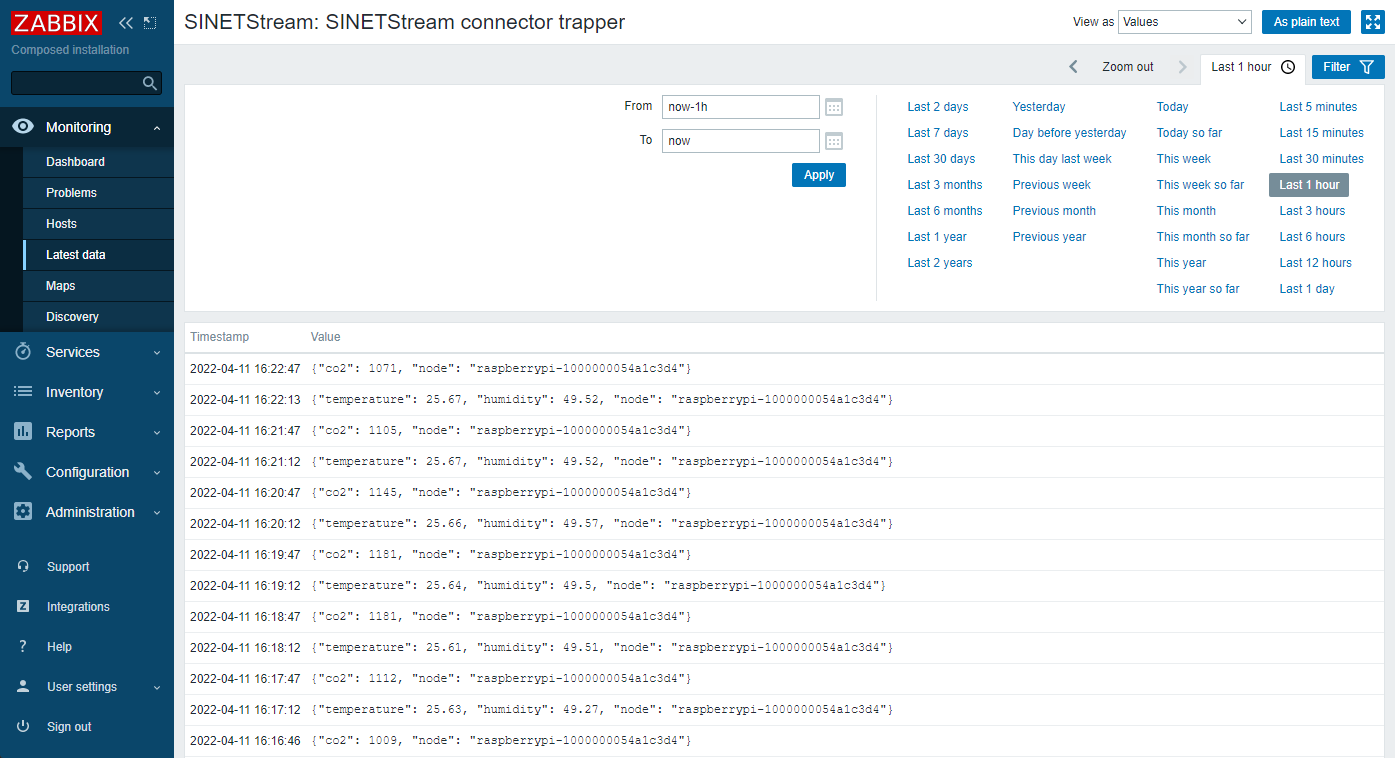 ZABBIX
Composed installation
Monitoring
Dashboard
Problems
Hosts
Latest data
Maps
Discovery
Services
Inventory
Reports
Configuration
Administration
Support
Z Integrations
? Help
User settings
Sign out
SINETStream: SINETStream connector trapper
View as Values As plain text
Zoom out Last 1 hour Filter
From now-1h
To now
Apply
Last 2 days Yesterday Today Last 5 minutes
Last 7 days Day before yesterday Today so far Last 15 minutes
Last 30 days This day last week This week Last 30 minutes
Last 3 months Previous week This week so far Last 1 hour
Last 6 months Previous month This month Last 3 hours
Last 1 year Previous year This month so far Last 6 hours
Last 2 years This year Last 12 hours
This year so far Last 1 day
Timestamp Value
2022-04-11 16:22:47 {"co2": 1071, "node": "raspberrypi-1000000054a1c3d4"}
2022-04-11 16:22:13 {"temperature": 25.67, "humidity": 49.52, "node": "raspberrypi-1000000054a1c3d4"}
2022-04-11 16:21:47 {"co2": 1105, "node": "raspberrypi-1000000054a1c3d4"}
2022-04-11 16:21:12 {"temperature": 25.67, "humidity": 49.52, "node": "raspberrypi-1000000054a1c3d4"}
2022-04-11 16:20:47 {"co2": 1145, "node": "raspberrypi-1000000054a1c3d4"}
2022-04-11 16:20:12 {"temperature": 25.66, "humidity": 49.57, "node": "raspberrypi-1000000054a1c3d4"}
2022-04-11 16:19:47 {"co2": 1181, "node": "raspberrypi-1000000054a1c3d4"}
2022-04-11 16:19:12 {"temperature": 25.64, "humidity": 49.5, "node": "raspberrypi-1000000054a1c3d4"}
2022-04-11 16:18:47 {"co2": 1181, "node": "raspberrypi-1000000054a1c3d4"}
2022-04-11 16:18:12 {"temperature": 25.61, "humidity": 49.51, "node": "raspberrypi-1000000054a1c3d4"}
2022-04-11 16:17:47 {"co2": 1112, "node": "raspberrypi-1000000054a1c3d4"}
2022-04-11 16:17:12 {"temperature": 25.63, "humidity": 49.27, "node": "raspberrypi-1000000054a1c3d4"}
2022-04-11 16:16:46 {"co2": 1009, "node": "raspberrypi-1000000054a1c3d4"}